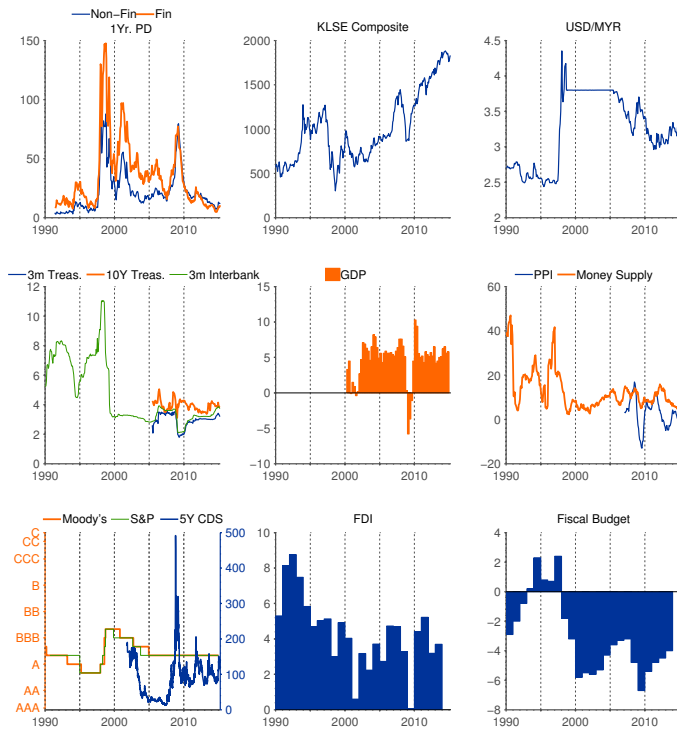 Non−Fin Fin
1Yr. PD
150
100
50
0
1990 2000 2010
KLSE Composite
2000
1500
1000
500
0
1990 2000 2010
USD/MYR
4.5
4
3.5
3
2.5
2
1990 2000 2010
3m Treas. 10Y Treas. 3m Interbank
12
10
8
6
4
2
0
1990 2000 2010
GDP
15
10
5
0
−5
−10
1990 2000 2010
PPI Money Supply
60
40
20
0
−20
1990 2000 2010
Moody's S&P 5Y CDS
C
CC
CCC
B
BB
BBB
A
AA
AAA
500
400
300
200
100
0
1990 2000 2010
FDI
10
8
6
4
2
0
1990 2000 2010
Fiscal Budget
4
2
0
−2
−4
−6
−8
1990 2000 2010